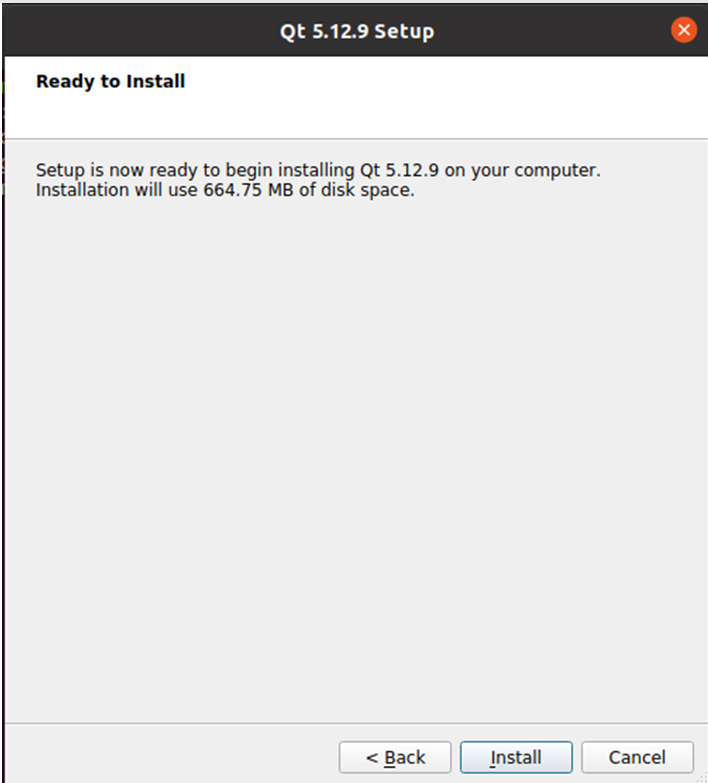 Qt 5.12.9 Setup
Ready to Install
Setup is now ready to begin installing Qt 5.12.9 on your computer.
Installation will use 664.75 MB of disk space.
< Back
Install
Cancel